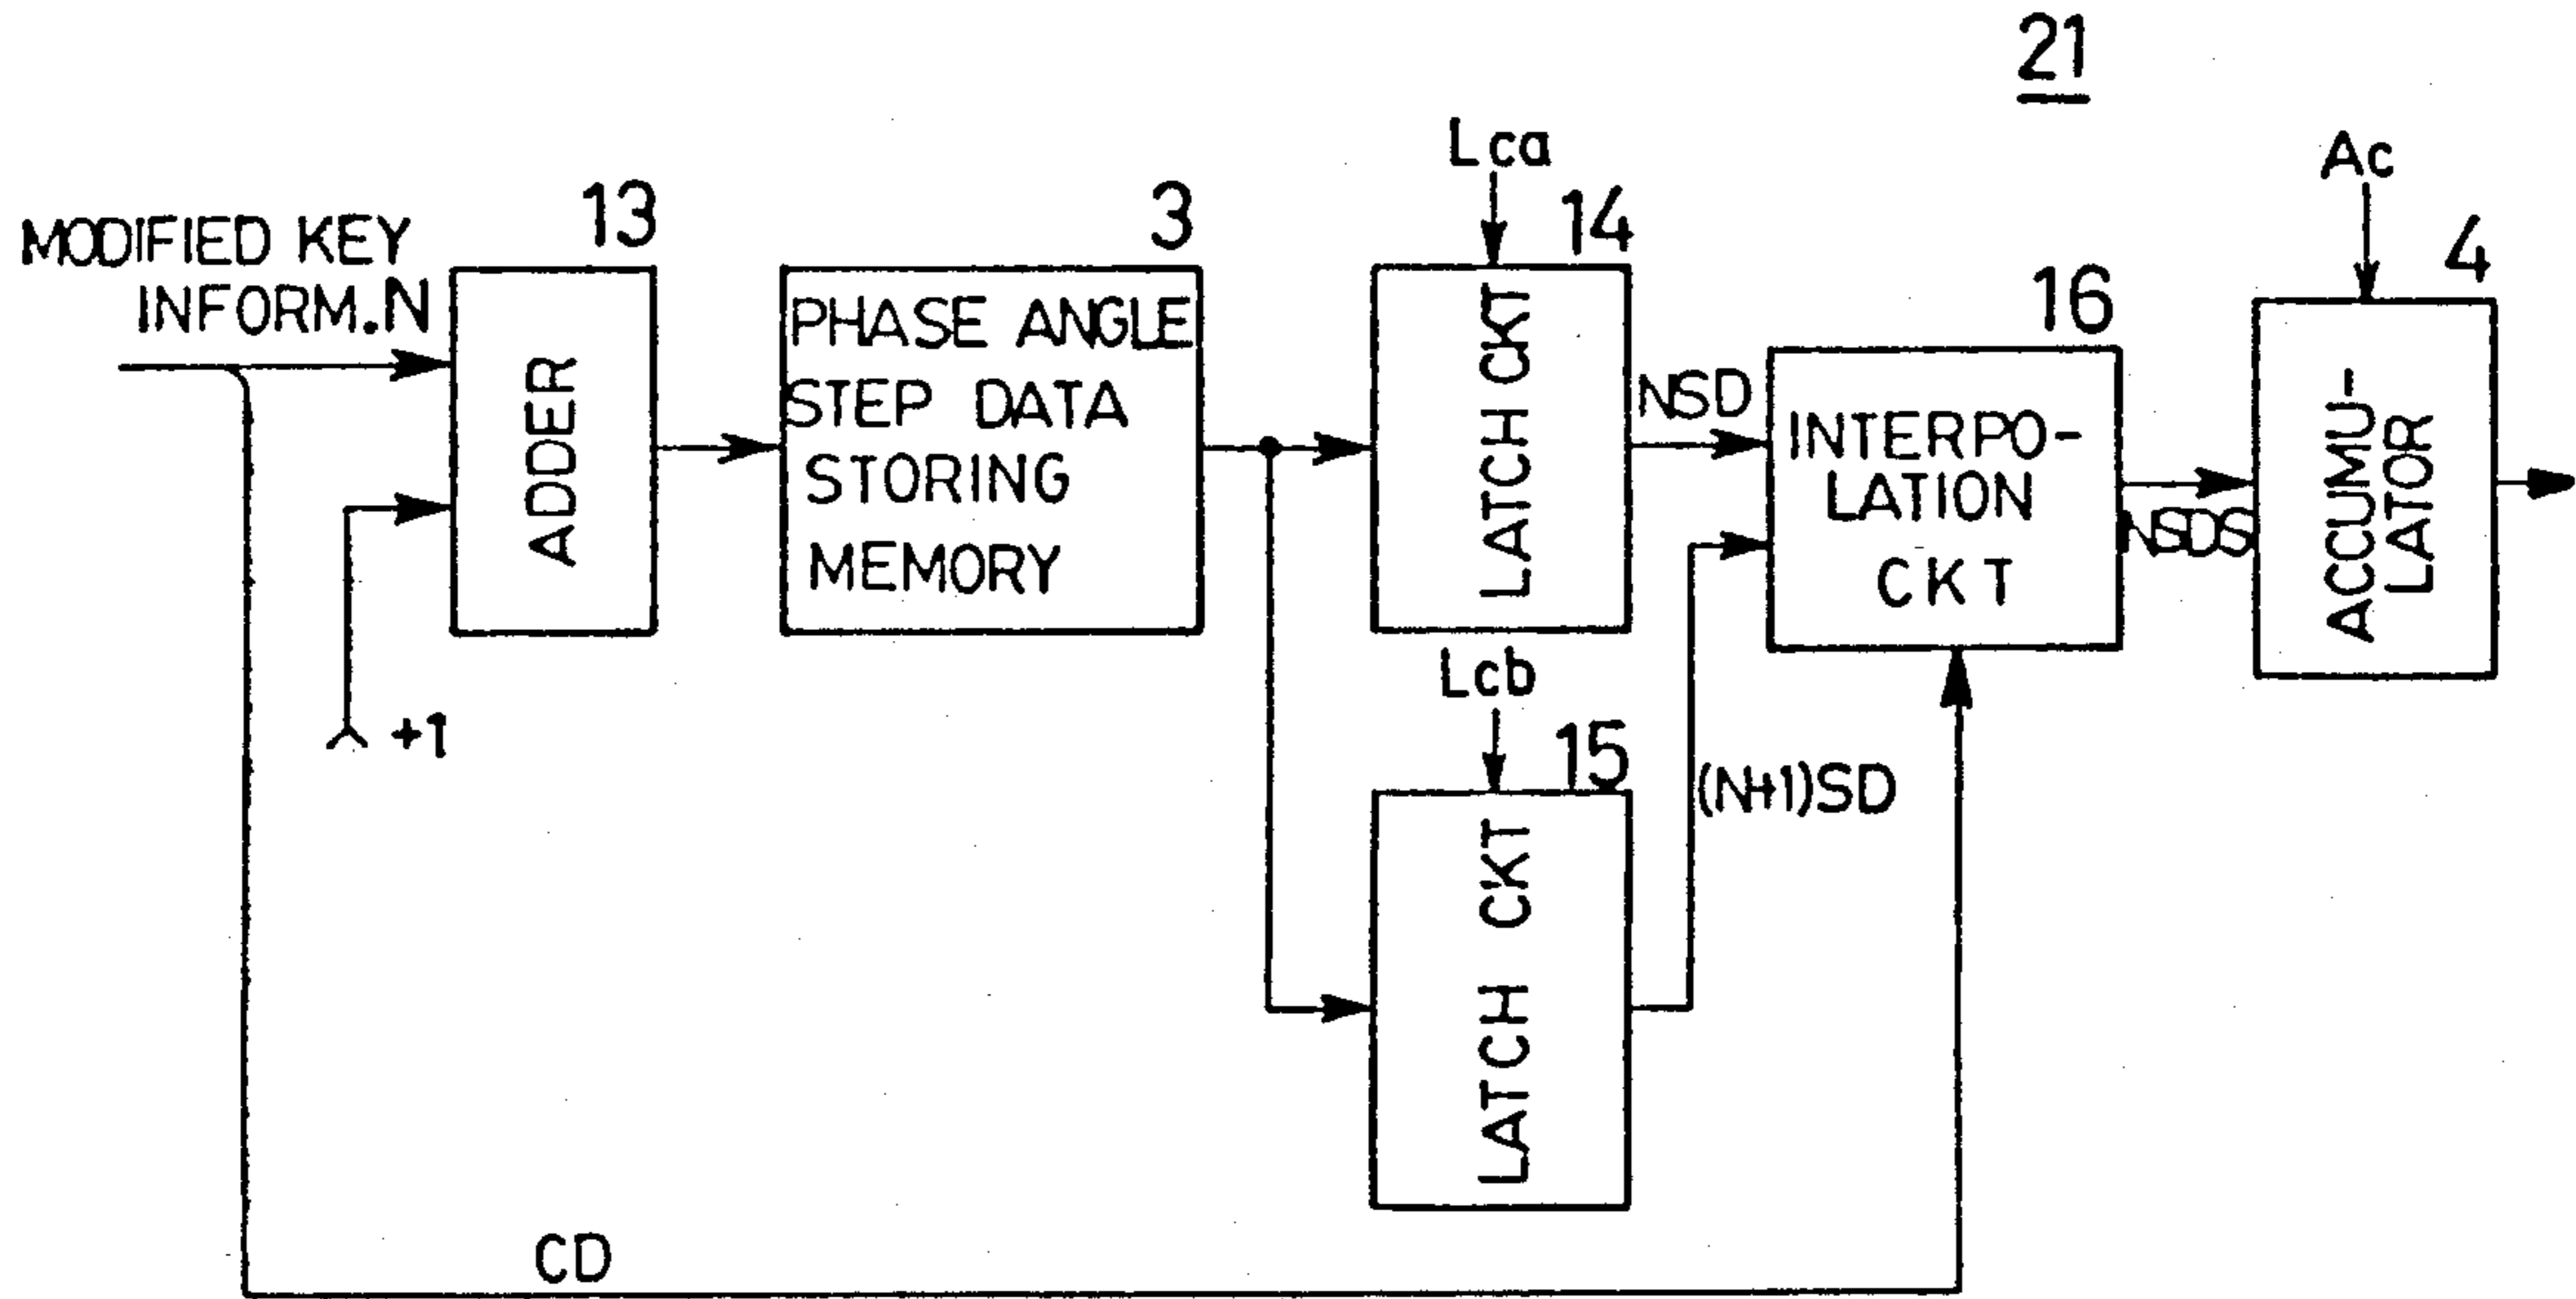 21
MODIFIED KEY
INFORM.N
13
ADDER
+1
3
PHASE ANGLE
STEP DATA
STORING
MEMORY
Lca
14
LATCH CKT
NSD
Lcb
15
LATCH CKT
(N+1)SD
16
INTERPO-
LATION
CKT
NSDS
Ac
4
ACCUMU-
LATOR
CD